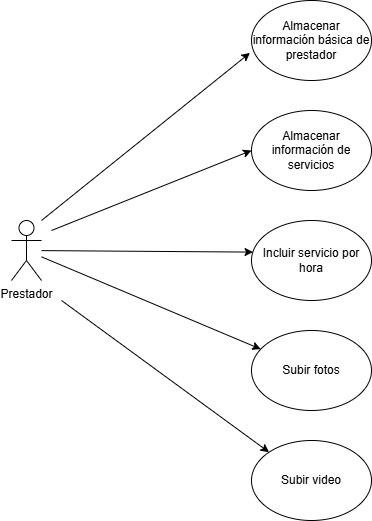 Almacenar
información básica de
prestador
Almacenar
información de
servicios
Incluir servicio por
hora
Prestador
Subir fotos
Subir video